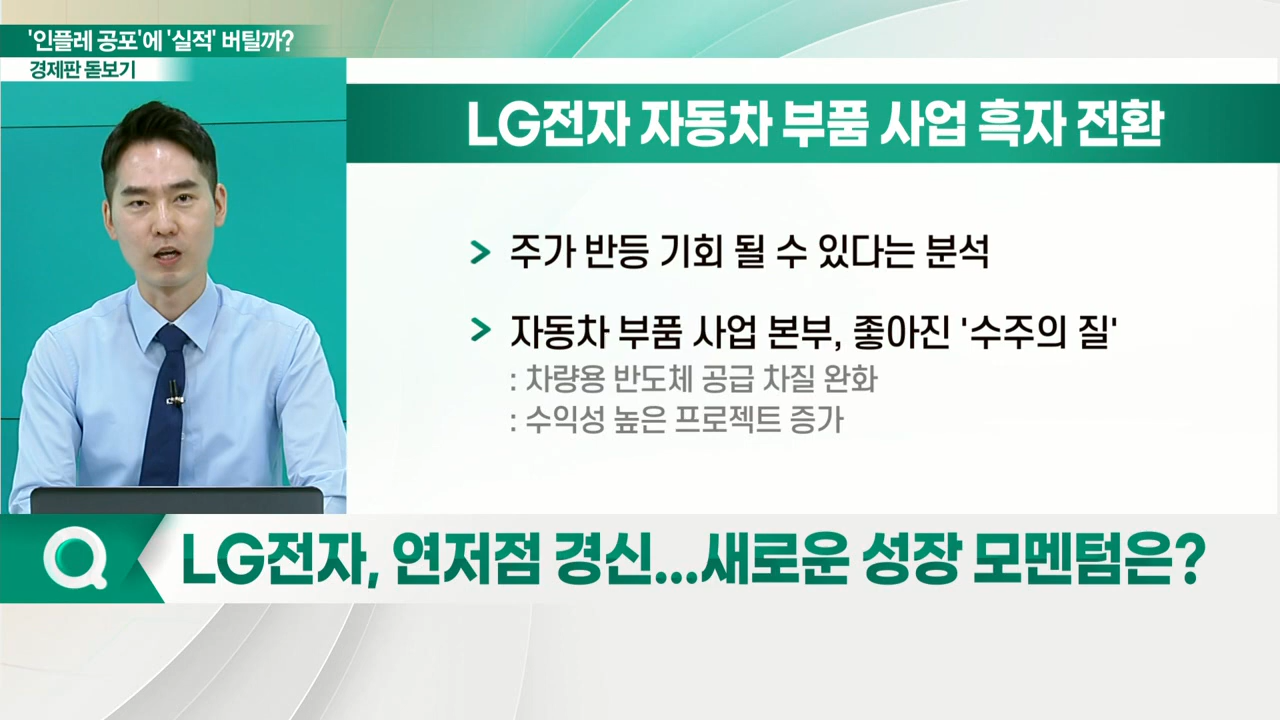 '인플레 공포'에 '실적' 버틸까?
경제판 돋보기
LG전자 자동차 부품 사업 흑자 전환
> 주가 반등 기회 될 수 있다는 분석
> 자동차 부품 사업 본부, 좋아진 '수주의 질'
: 차량용 반도체 공급 차질 완화
: 수익성 높은 프로젝트 증가
LG전자, 연저점 경신...새로운 성장 모멘텀은?